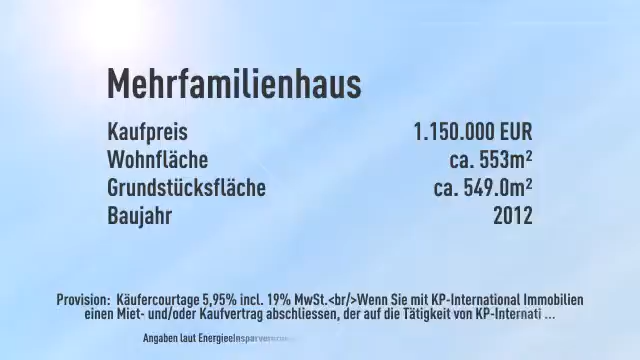 Mehrfamilienhaus
Kaufpreis 1.150.000 EUR
Wohnfläche ca. 553m²
Grundstücksfläche ca. 549.0m²
Baujahr 2012
Provision: Käufercourtage 5,95% incl. 19% MwSt.<br/>Wenn Sie mit KP-International Immobilien
einen Miet- und/oder Kaufvertrag abschliessen, der auf die Tätigkeit von KP-Internati ...
Angaben laut